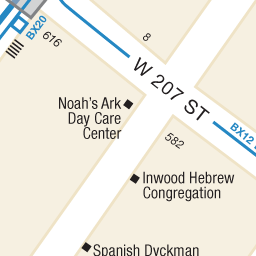 BX20
616
8
W 207 ST
Noah's Ark
Day Care
Center
BX12
582
Inwood Hebrew
Congregation
Spanish Dyckman